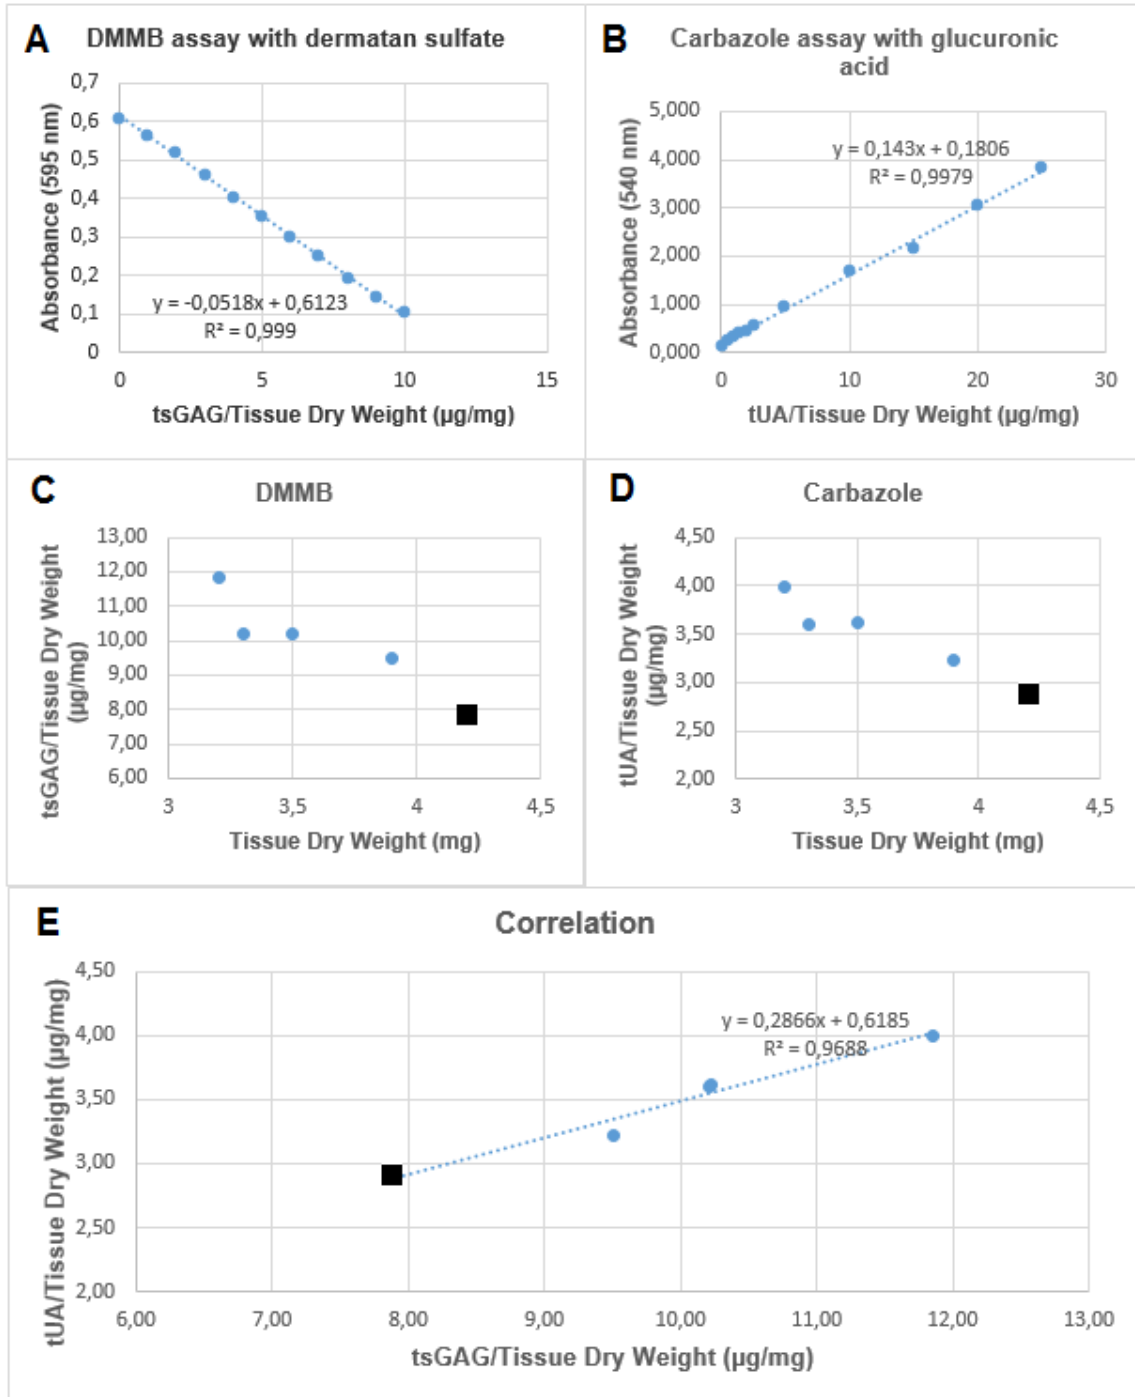 A
DMMB assay with dermatan sulfate
Absorbance (595 nm)
0,7
0,6
0,5
0,4
0,3
0,2
0,1
0
y = -0,0518x + 0,6123
R² = 0,999
0 5 10 15
tsGAG/Tissue Dry Weight (µg/mg)
B
Carbazole assay with glucuronic
acid
Absorbance (540 nm)
5,000
4,000
3,000
2,000
1,000
0,000
y = 0,143x + 0,1806
R² = 0,9979
0 10 20 30
tUA/Tissue Dry Weight (µg/mg)
C
DMMB
tsGAG/Tissue Dry Weight
(µg/mg)
13,00
12,00
11,00
10,00
9,00
8,00
7,00
6,00
3 3,5 4 4,5
Tissue Dry Weight (mg)
D
Carbazole
tUA/Tissue Dry Weight
(µg/mg)
4,50
4,00
3,50
3,00
2,50
2,00
3 3,5 4 4,5
Tissue Dry Weight (mg)
E
Correlation
tUA/Tissue Dry Weight (µg/mg)
4,50
4,00
3,50
3,00
2,50
2,00
y = 0,2866x + 0,6185
R² = 0,9688
6,00 7,00 8,00 9,00 10,00 11,00 12,00 13,00
tsGAG/Tissue Dry Weight (µg/mg)